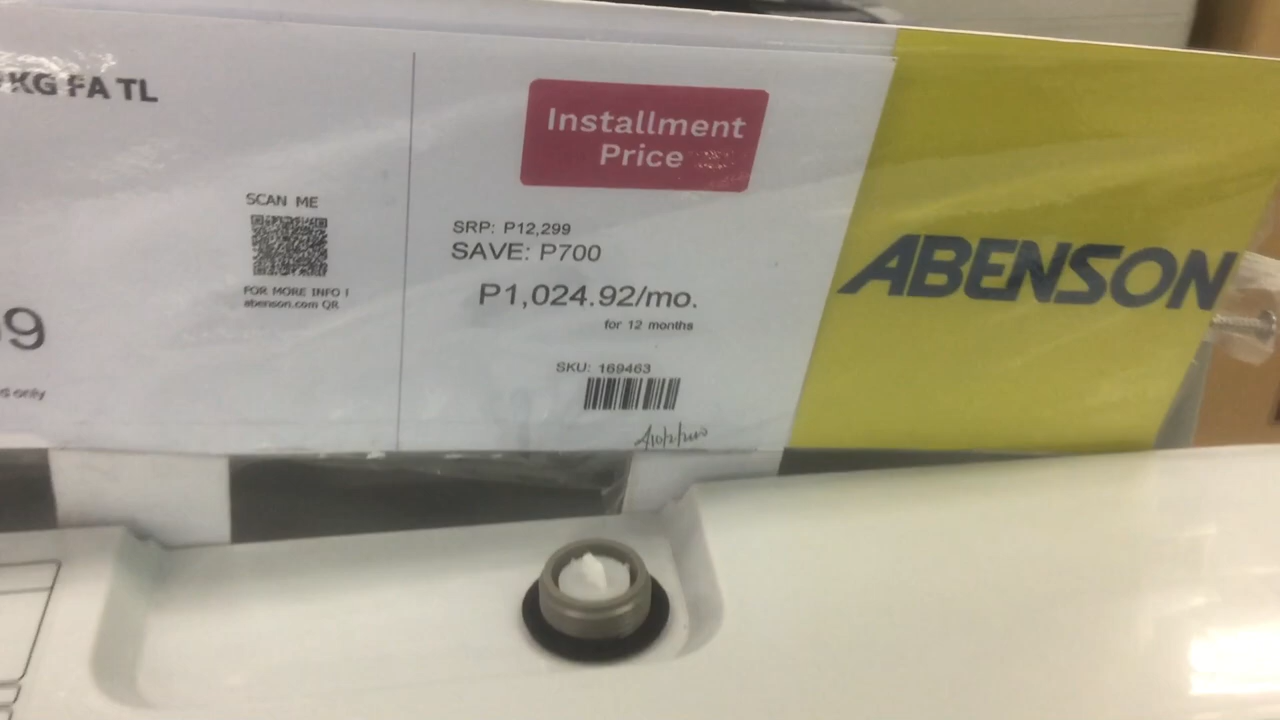 KG FA TL
SCAN ME
FOR MORE INFO
abenson.com QR
9
only
Installment
Price
SRP: P12,299
SAVE: P700
P1,024.92/mo.
for 12 months
SKU: 169463
ABENSON